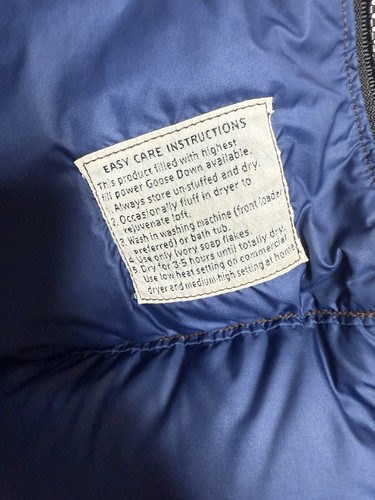 EASY CARE INSTRUCTIONS
This product filled with highest
fill power Goose Down available.
Always store un-stuffed and dry.
2. Occasionally fluff in dryer to
rejuvenate loft.
3. Wash in washing machine (front loader
preferred) or bath tub.
4. Use only Ivory soap flakes.
5. Dry for 3-5 hours until totally dry.
Use low heat setting on commercial
dryer and medium-high setting at home